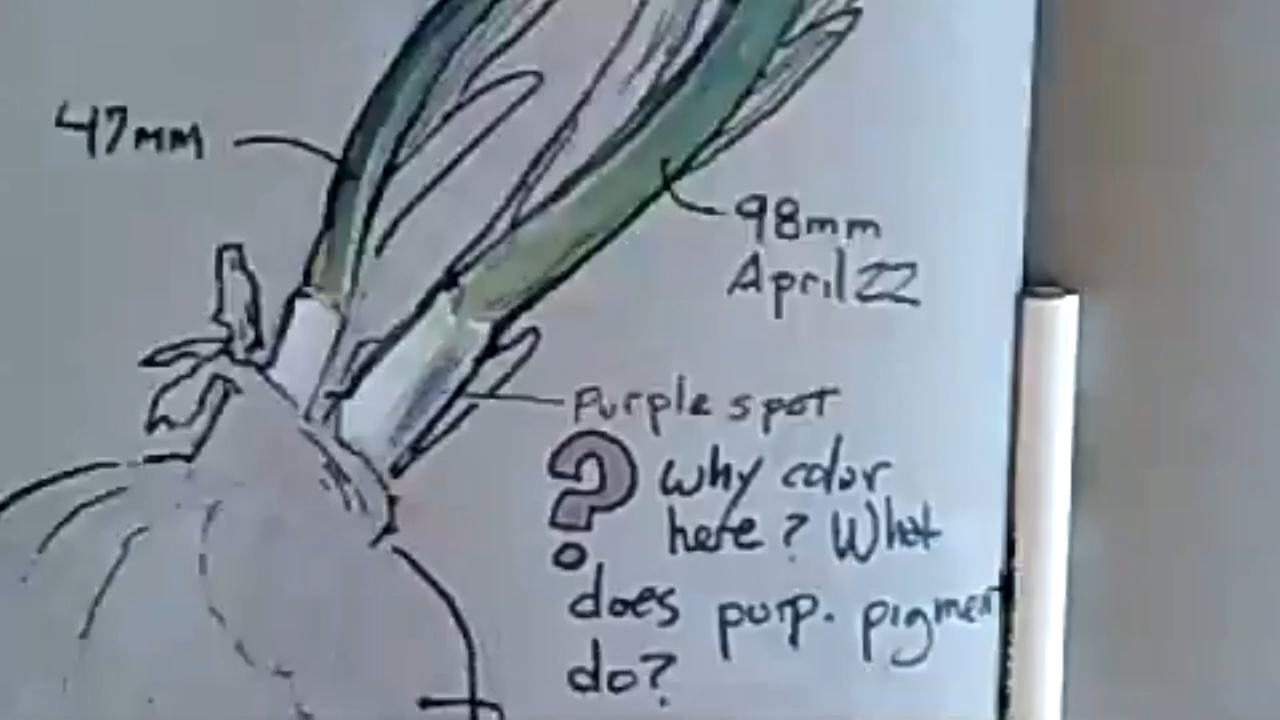 47mm
98mm
April 22
Purple spot
? why color
here? What
does purp. pigment
do?